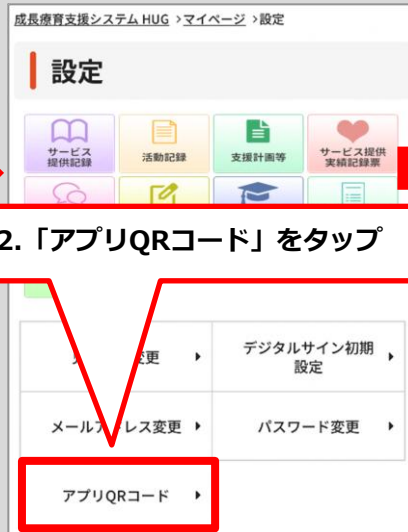 成長療育支援システム HUG >マイページ >設定
設定
サービス
提供記録
活動記録
支援計画等
サービス提供
実績記録票
2.「アプリQRコード」をタップ
変更
デジタルサイン初期
設定
メールアドレス変更
パスワード変更
アプリQRコード